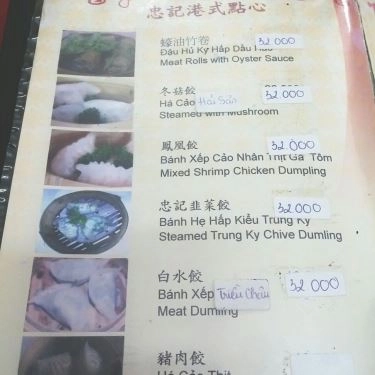 忠記港式點心
蠔油竹卷 32.000
Đậu Hủ Ky Hấp Dầu Hào
Meat Rolls with Oyster Sauce
冬菇餃 32.000
Há Cảo Hải Sản
Steamed with Mushroom
鳳凰餃 32.000
Bánh Xếp Cảo Nhân Thịt Gà Tôm
Mixed Shrimp Chicken Dumpling
忠記韭菜餃 32.000
Bánh Hẹ Hấp Kiểu Trung Ky
Steamed Trung Ky Chive Dumling
白水餃
Bánh Xếp Triều Châu 32 000
Meat Dumling
豬肉餃
Há Cảo Thịt